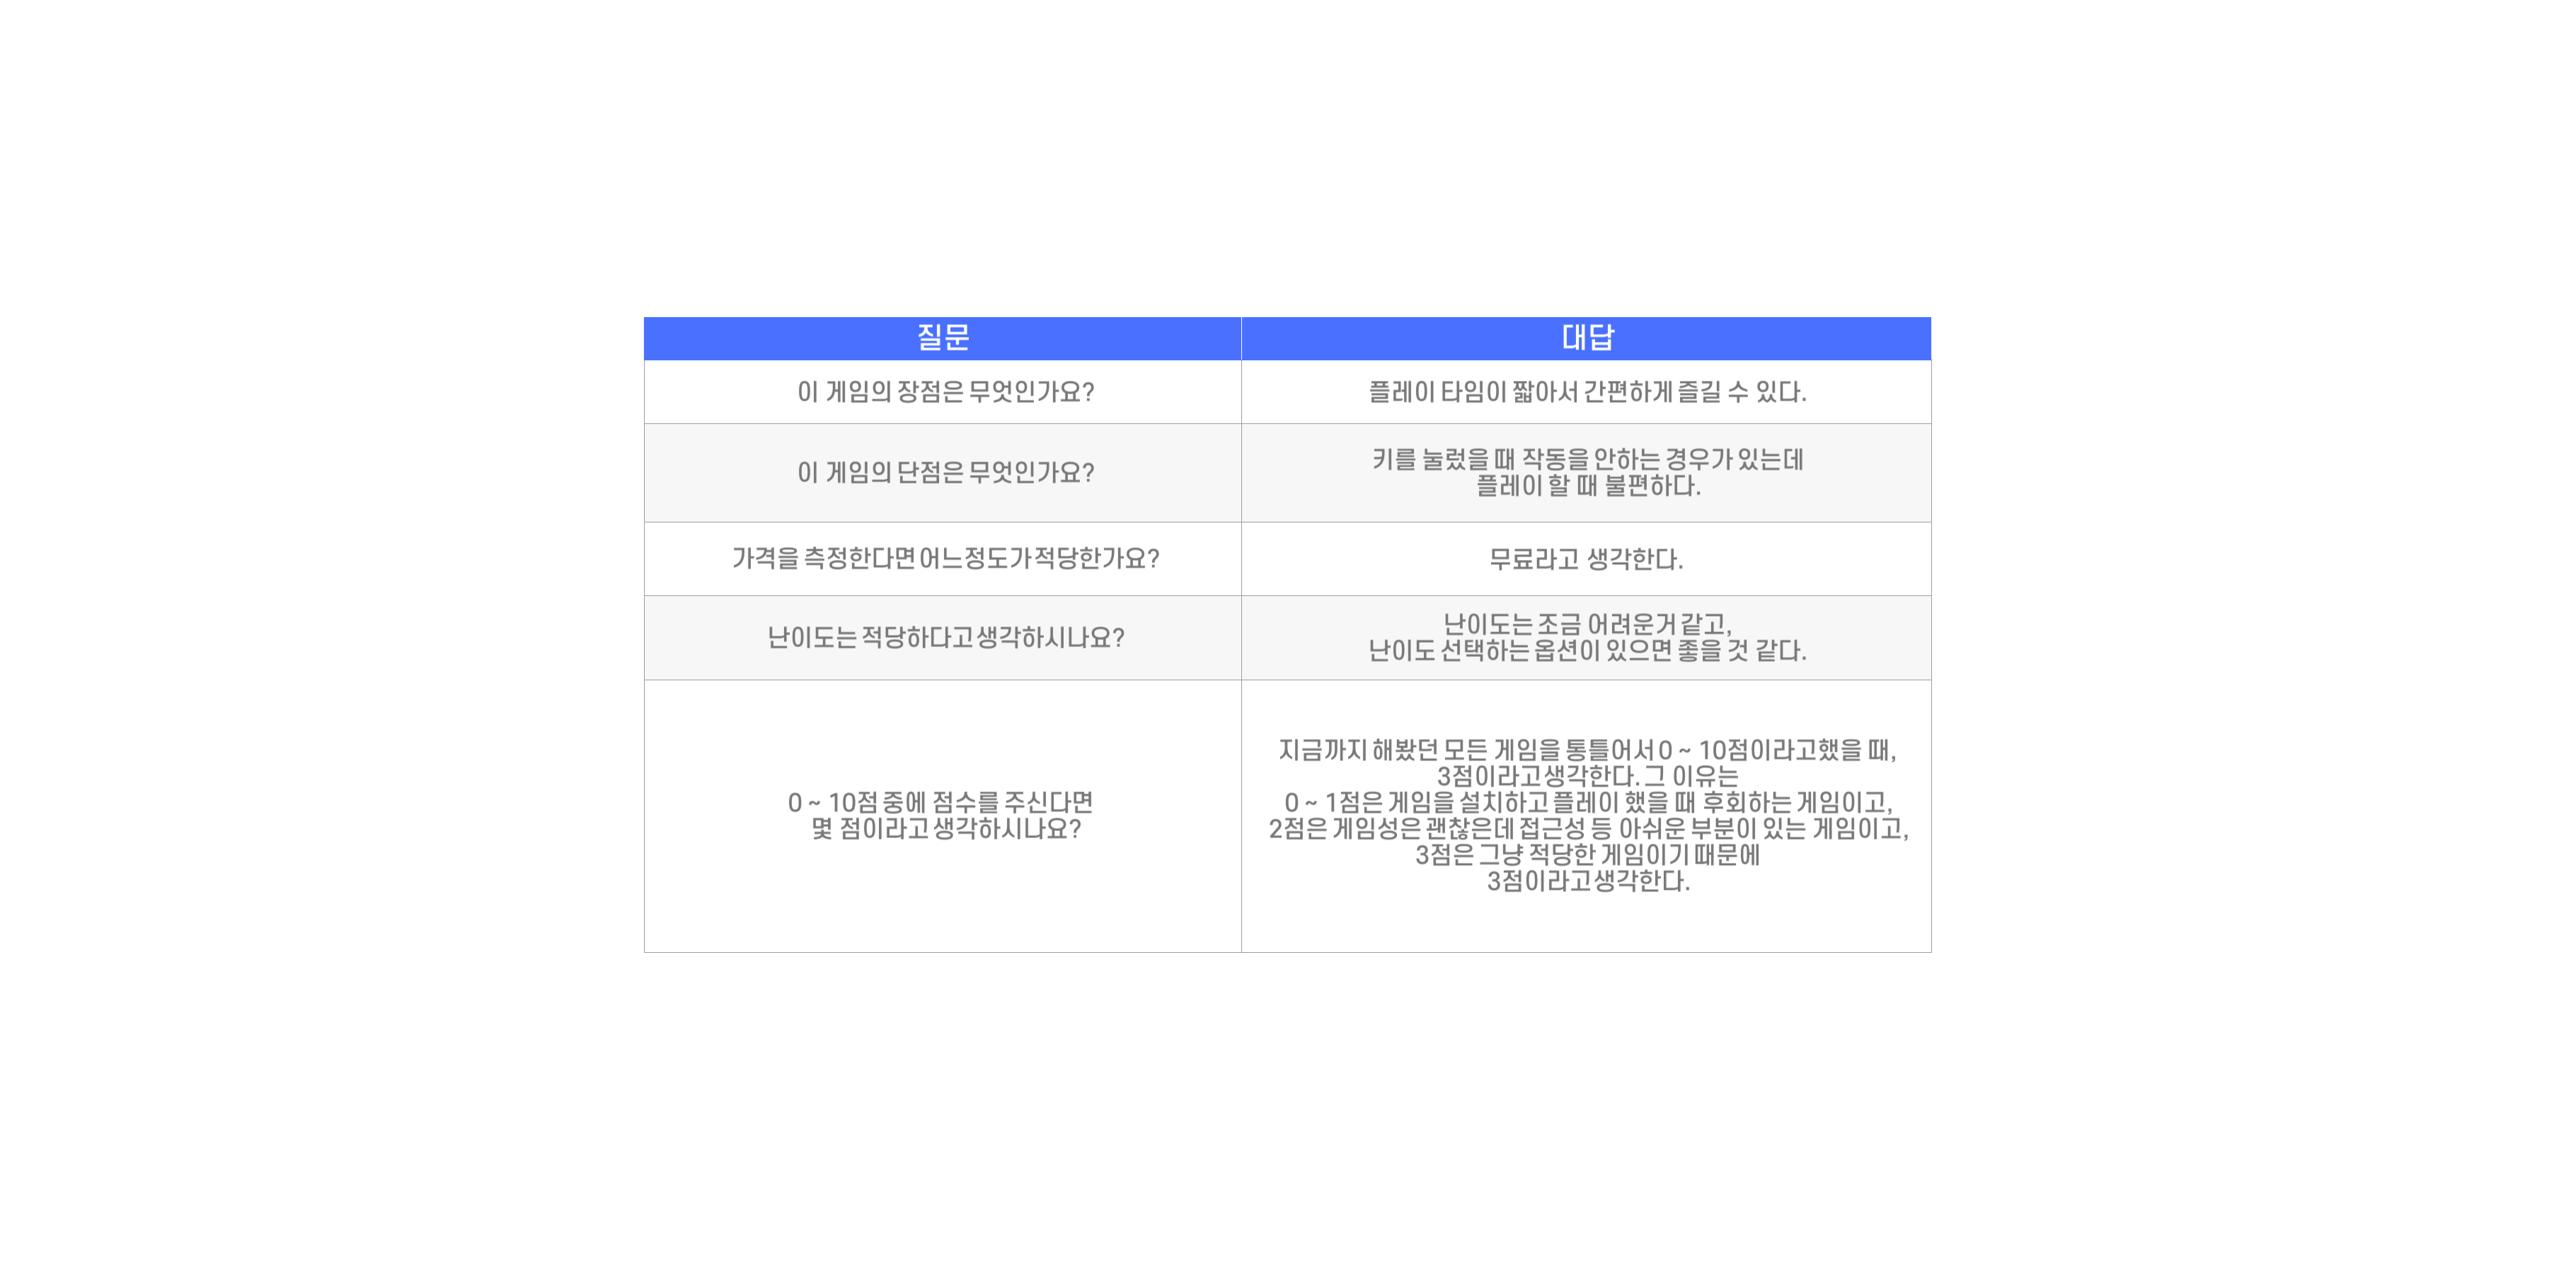 질문
대답
이 게임의 장점은 무엇인가요?
플레이 타임이 짧아서 간편하게 즐길 수 있다.
이 게임의 단점은 무엇인가요?
키를 눌렀을 때 작동을 안하는 경우가 있는데
플레이 할 때 불편하다.
가격을 측정한다면 어느정도가 적당한가요?
무료라고 생각한다.
난이도는 적당하다고 생각하시나요?
난이도는 조금 어려운거 같고,
난이도 선택하는 옵션이 있으면 좋을 것 같다.
0 ~ 10점 중에 점수를 주신다면
몇 점이라고 생각하시나요?
지금까지 해봤던 모든 게임을 통틀어서 0 ~ 10점이라고했을 때,
3점이라고 생각한다. 그 이유는
0 ~ 1점은 게임을 설치하고 플레이 했을 때 후회하는 게임이고,
2점은 게임성은 괜찮은데 접근성 등 아쉬운 부분이 있는 게임이고,
3점은 그냥 적당한 게임이기 때문에
3점이라고 생각한다.